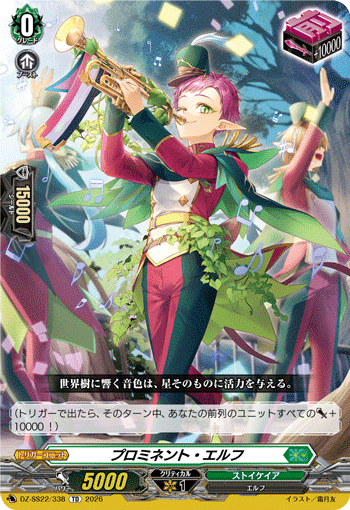 0
グレード
ブースト
+10000
15000
シールド
世界樹に響く音色は、星そのものに活力を与える。
(トリガーで出たら、そのターン中、あなたの前列のユニットすべての+
10000！)
トリガーユニット
プロミネント・エルフ
パワー
5000
クリティカル
1
ストイケイア
エルフ
DZ-SS22/338 TD 2026
イラスト/霜月友